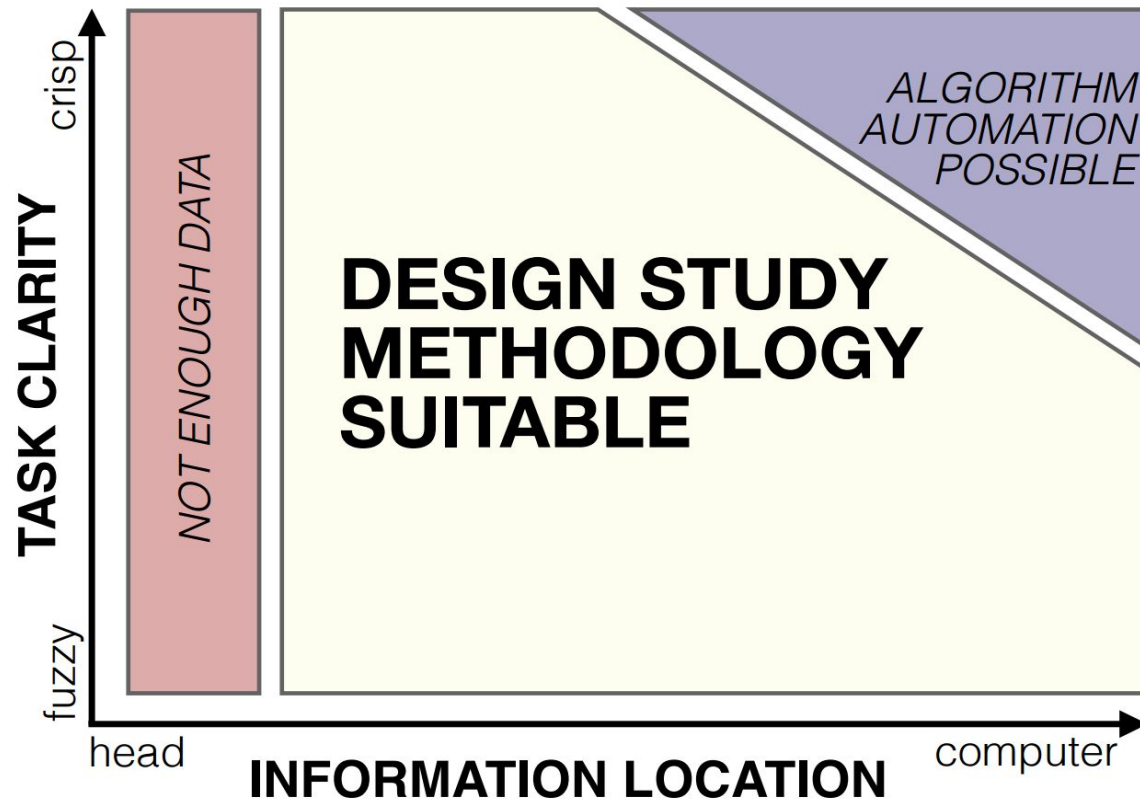 crisp
TASK CLARITY
fuzzy
NOT ENOUGH DATA
DESIGN STUDY
METHODOLOGY
SUITABLE
ALGORITHM
AUTOMATION
POSSIBLE
head
computer
INFORMATION LOCATION